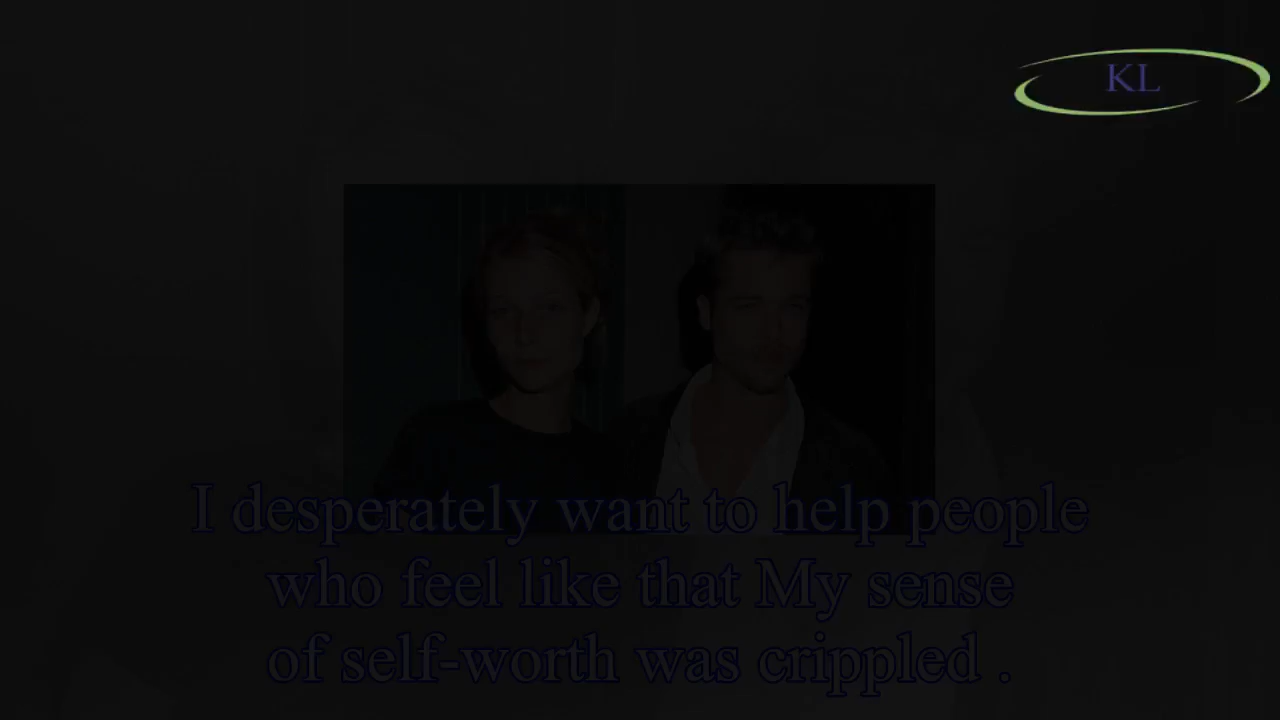 KL
I desperately want to help people
who feel like that My sense
of self-worth was crippled .